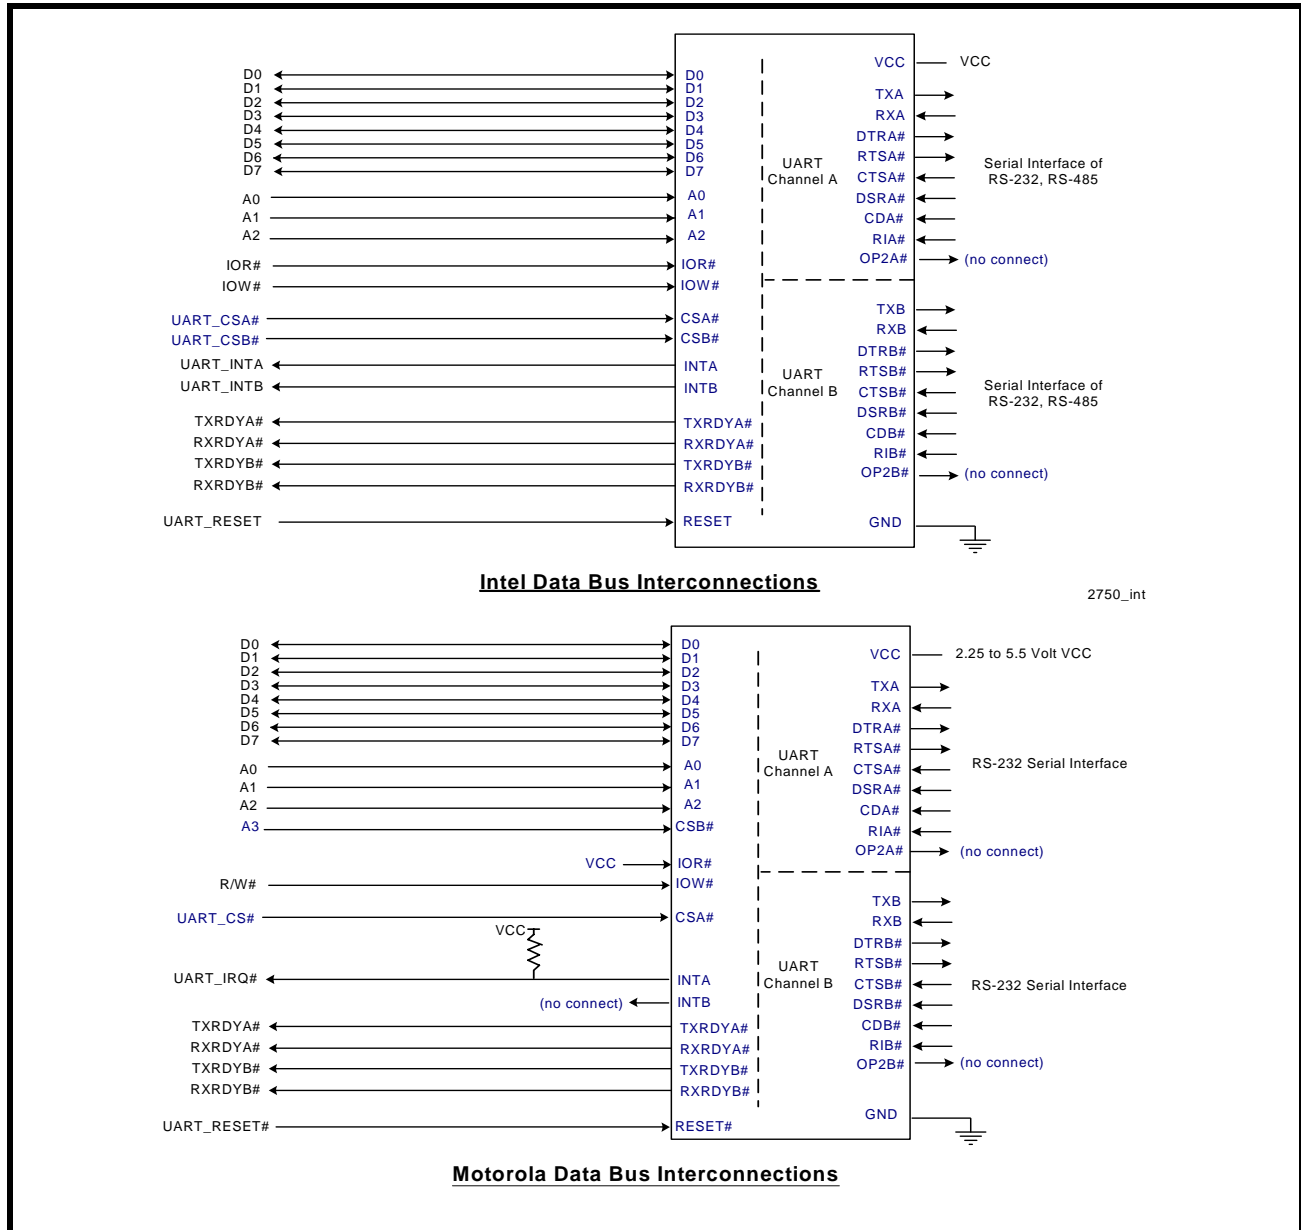 VCC VCC
D0 D0
D1 D1
D2 D2
D3 D3
D4 D4
D5 D5
D6 D6
D7 D7
A0 A0
A1 A1
A2 A2
IOR# IOR#
IOW# IOW#
UART_CSA# CSA#
UART_CSB# CSB#
UART_INTA INTA
UART_INTB INTB
TXRDYA# TXRDYA#
RXRDYA# RXRDYA#
TXRDYB# TXRDYB#
RXRDYB# RXRDYB#
UART_RESET RESET
UART
Channel A
UART
Channel B
TXA
RXA
DTRA#
RTSA#
CTSA#
DSRA#
CDA#
RIA#
OP2A# (no connect)
Serial Interface of
RS-232, RS-485
TXB
RXB
DTRB#
RTSB#
CTSB#
DSRB#
CDB#
RIB#
OP2B# (no connect)
Serial Interface of
RS-232, RS-485
GND
Intel Data Bus Interconnections
2750_int
VCC 2.25 to 5.5 Volt VCC
D0 D0
D1 D1
D2 D2
D3 D3
D4 D4
D5 D5
D6 D6
D7 D7
A0 A0
A1 A1
A2 A2
A3 CSB#
VCC IOR#
R/W# IOW#
UART_CS# CSA#
VCC
UART_IRQ# INTA
(no connect) INTB
TXRDYA# TXRDYA#
RXRDYA# RXRDYA#
TXRDYB# TXRDYB#
RXRDYB# RXRDYB#
UART_RESET# RESET#
UART
Channel A
UART
Channel B
TXA
RXA
DTRA#
RTSA#
CTSA#
DSRA#
CDA#
RIA#
OP2A# (no connect)
RS-232 Serial Interface
TXB
RXB
DTRB#
RTSB#
CTSB#
DSRB#
CDB#
RIB#
OP2B# (no connect)
RS-232 Serial Interface
GND
Motorola Data Bus Interconnections